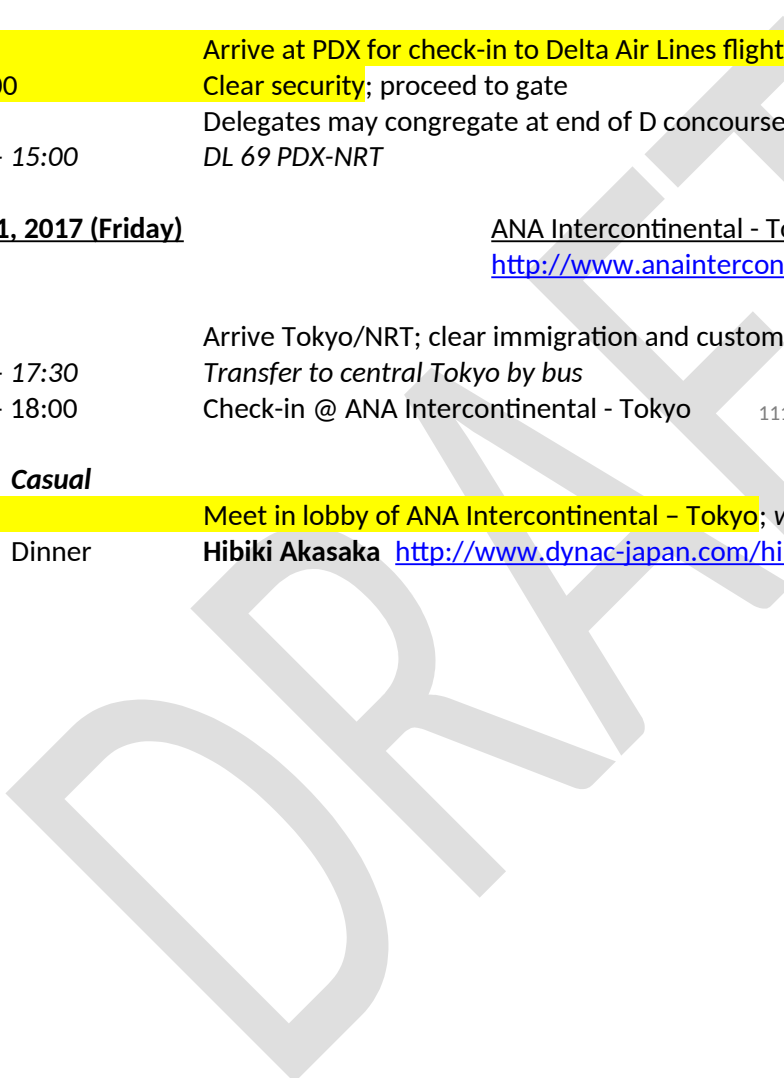 Arrive at PDX for check-in to Delta Air Lines flight
00 Clear security; proceed to gate
Delegates may congregate at end of D concourse
- 15:00 DL 69 PDX-NRT
1, 2017 (Friday) ANA Intercontinental - To
http://www.anaintercon
Arrive Tokyo/NRT; clear immigration and custom
- 17:30 Transfer to central Tokyo by bus
- 18:00 Check-in @ ANA Intercontinental - Tokyo 111
Casual
Meet in lobby of ANA Intercontinental – Tokyo; w
Dinner Hibiki Akasaka http://www.dynac-japan.com/hi
DRAFT